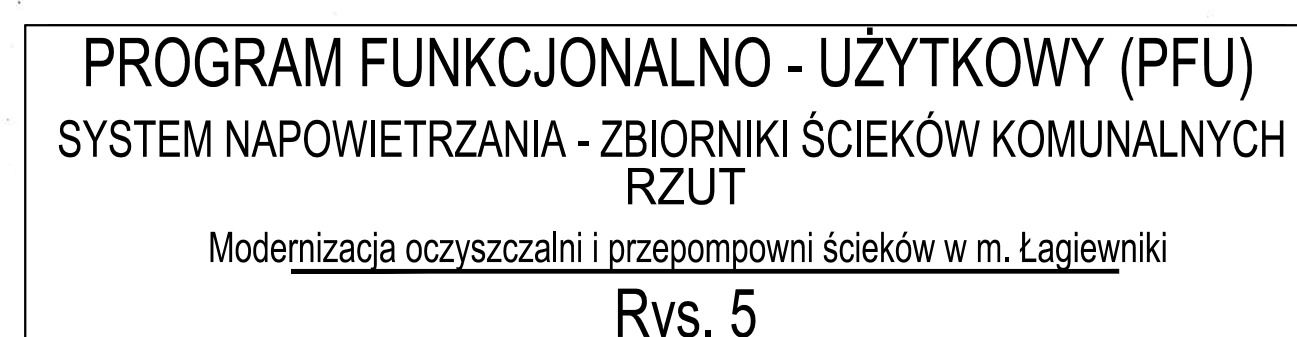 PROGRAM FUNKCJONALNO - UŻYTKOWY (PFU)
SYSTEM NAPOWIETRZANIA - ZBIORNIKI ŚCIEKÓW KOMUNALNYCH
RZUT
Modernizacja oczyszczalni i przepompowni ścieków w m. Łagiewniki
Rys. 5